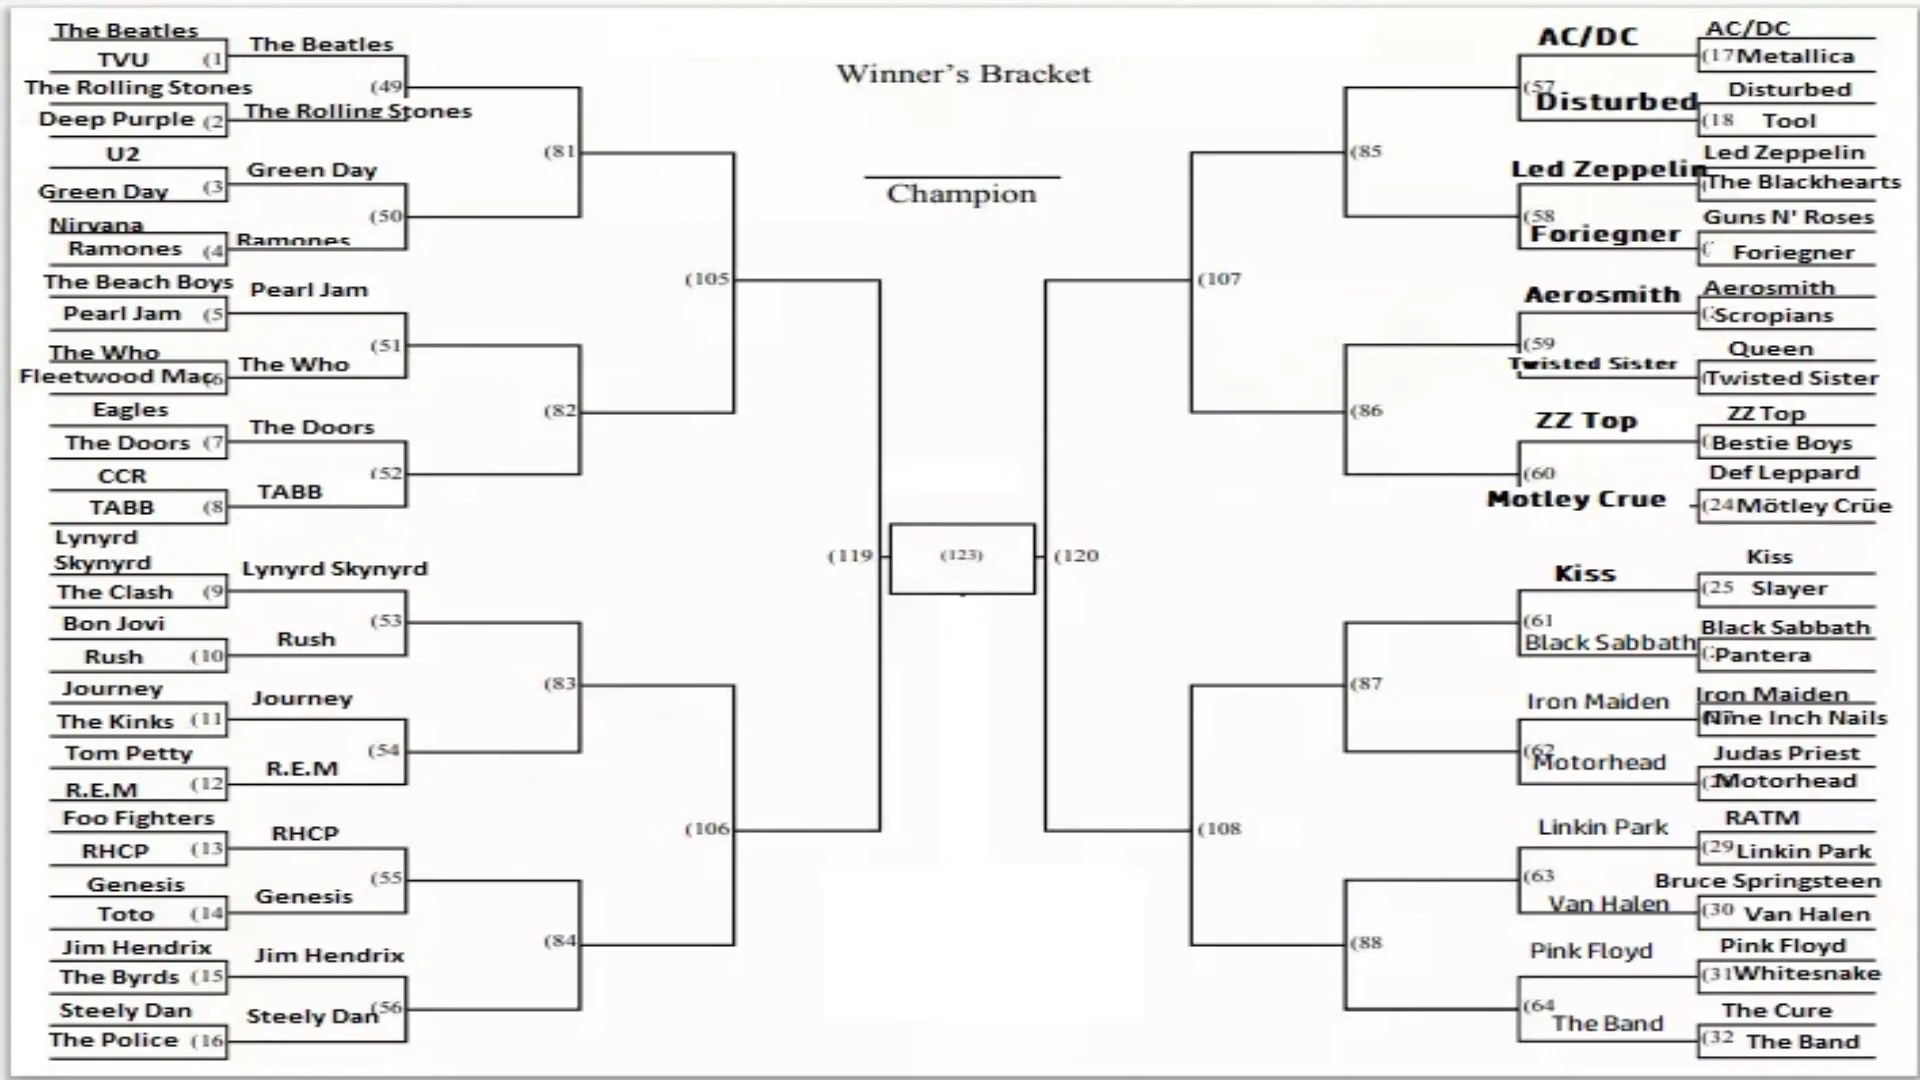 Winner's Bracket
Champion
The Beatles
TVU (1
The Rolling Stones
Deep Purple (2
U2
Green Day (3
Nirvana
Ramones (4
The Beach Boys
Pearl Jam (5
The Who
Fleetwood Mac (6
Eagles
The Doors (7
CCR
TABB (8
Lynyrd
Skynyrd
The Clash (9
Bon Jovi
Rush (10
Journey
The Kinks (11
Tom Petty
R.E.M (12
Foo Fighters
RHCP (13
Genesis
Toto (14
Jim Hendrix
The Byrds (15
Steely Dan
The Police (16
The Beatles
(49
The Rolling Stones
Green Day
(50
Ramones
Pearl Jam
(51
The Who
The Doors
(52
TABB
Lynyrd Skynyrd
(53
Rush
Journey
(54
R.E.M
RHCP
(55
Genesis
Jim Hendrix
(56
Steely Dan
(81
(82
(83
(84
(105
(106
(119
(123)
(120
(107
(108
(85
(86
(87
(88
AC/DC
(57
Disturbed
Led Zeppelin
(58
Foriegner
Aerosmith
(59
Twisted Sister
ZZ Top
(60
Motley Crue
Kiss
(61
Black Sabbath
Iron Maiden
(62
Motorhead
Linkin Park
(63
Van Halen
Pink Floyd
(64
The Band
AC/DC
(17 Metallica
Disturbed
(18 Tool
Led Zeppelin
The Blackhearts
Guns N' Roses
Foriegner
Aerosmith
Scropians
Queen
Twisted Sister
ZZ Top
Bestie Boys
Def Leppard
(24 Mötley Crüe
Kiss
(25 Slayer
Black Sabbath
Pantera
Iron Maiden
Nine Inch Nails
Judas Priest
Motorhead
RATM
(29 Linkin Park
Bruce Springsteen
(30 Van Halen
Pink Floyd
(31 Whitesnake
The Cure
(32 The Band